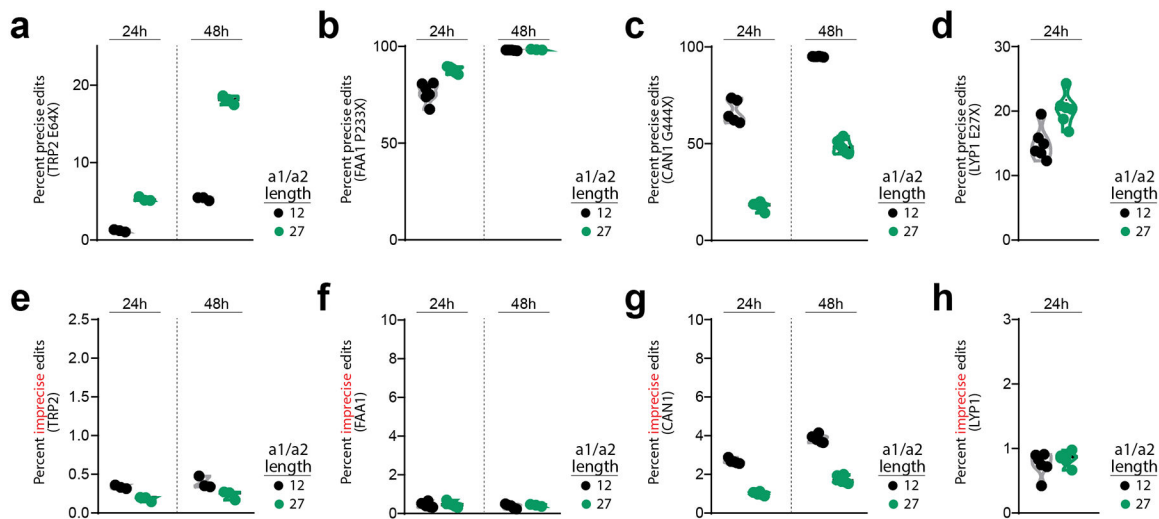 a
24h
48h
Percent precise edits
(TRP2 E64X)
20
10
0
a1/a2
length
12
27
b
24h
48h
Percent precise edits
(FAA1 P233X)
100
50
0
a1/a2
length
12
27
c
24h
48h
Percent precise edits
(CAN1 G444X)
100
50
0
a1/a2
length
12
27
d
24h
Percent precise edits
(LYP1 E27X)
30
20
10
0
a1/a2
length
12
27
e
24h
48h
Percent imprecise edits
(TRP2)
2.5
2.0
1.5
1.0
0.5
0.0
a1/a2
length
12
27
f
24h
48h
Percent imprecise edits
(FAA1)
10
8
6
4
2
0
a1/a2
length
12
27
g
24h
48h
Percent imprecise edits
(CAN1)
10
8
6
4
2
0
a1/a2
length
12
27
h
24h
Percent imprecise edits
(LYP1)
3
2
1
0
a1/a2
length
12
27